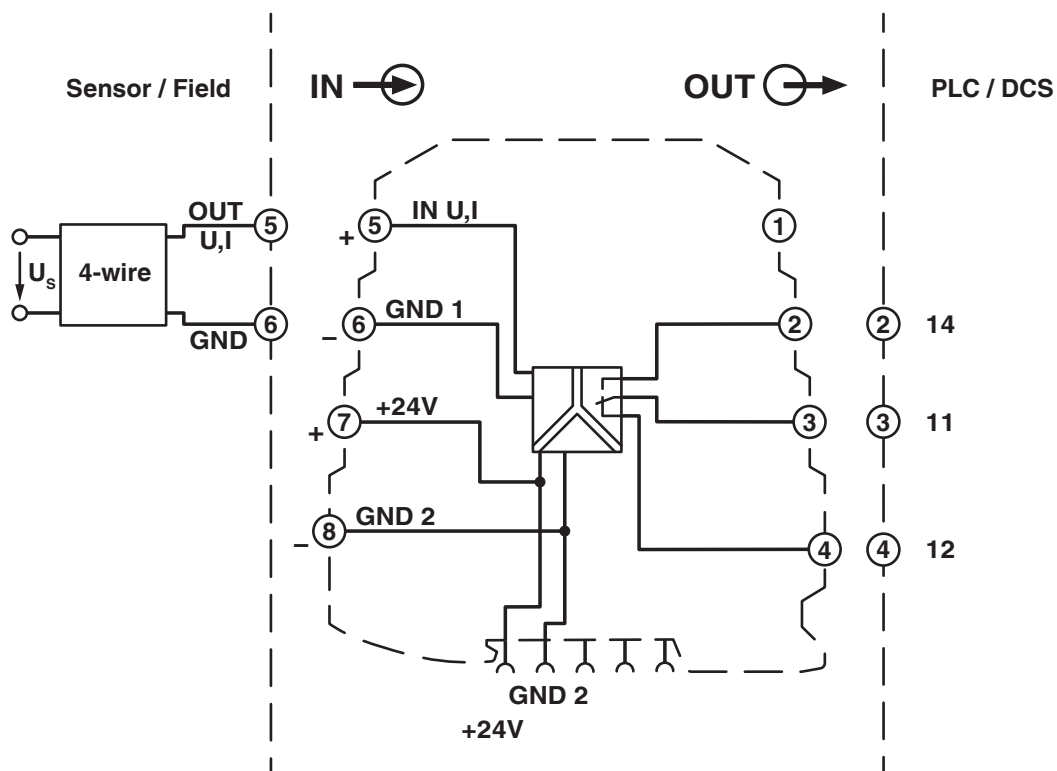 Sensor / Field
IN
OUT
PLC / DCS
OUT
5
5
IN U,I
1
U,I
+
Us
4-wire
6
6
GND 1
2
2
14
GND
–
7
+24V
3
3
11
+
8
GND 2
4
4
12
–
GND 2
+24V